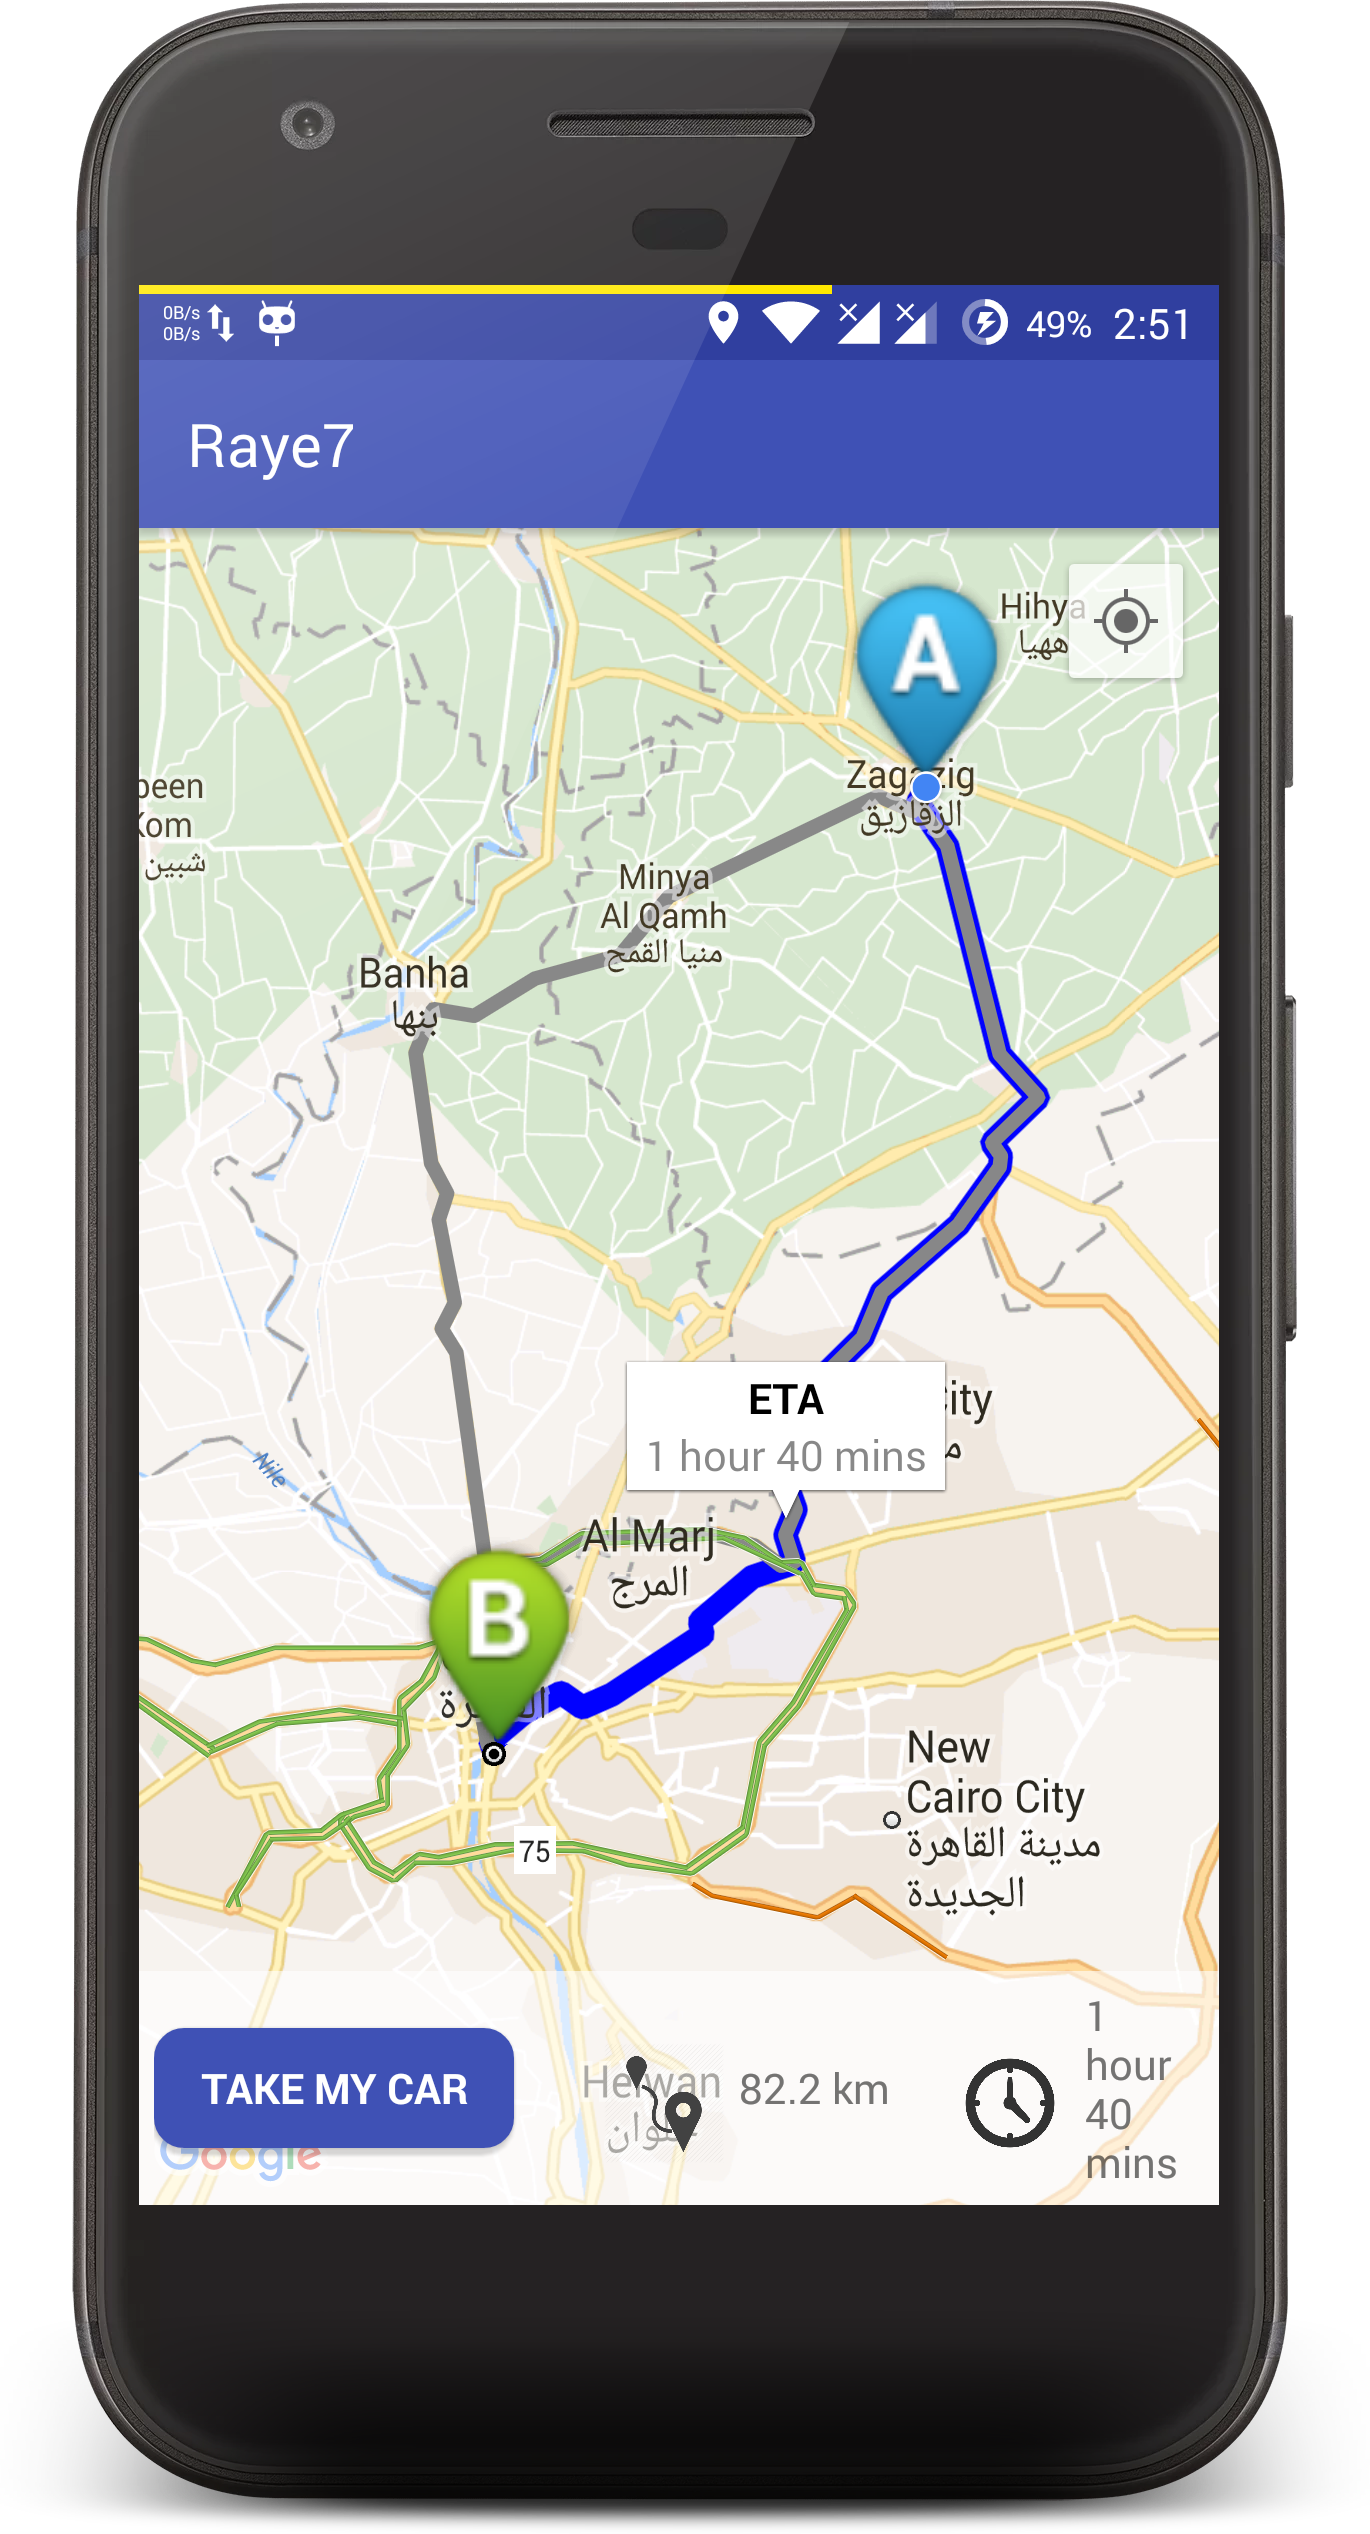 0B/s
0B/s
49% 2:51
Raye7
A
Hihya
ههيا
Zagazig
الزقازيق
been
Kom
شبين
Minya
Al Qamh
منيا القمح
Banha
بنها
ETA
1 hour 40 mins
City
Nile
Al Marj
المرج
B
New
Cairo City
مدينة القاهرة
الجديدة
75
TAKE MY CAR
Helwan
حلوان
82.2 km
1
hour
40
mins
Google